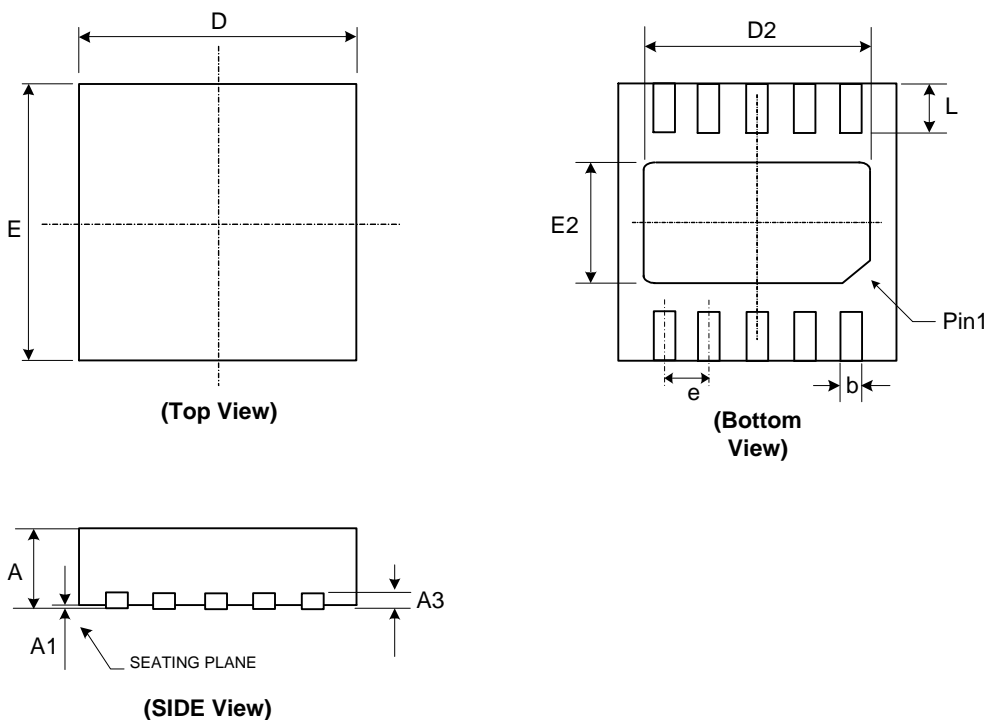 D
E
(Top View)
D2
L
E2
Pin1
e
b
(Bottom
View)
A
A1
A3
SEATING PLANE
(SIDE View)